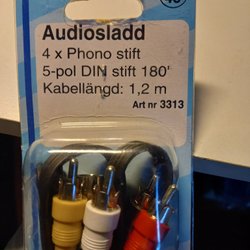 Audiosladd
4 x Phono stift
5-pol DIN stift 180'
Kabellängd: 1,2 m
Art nr 3313